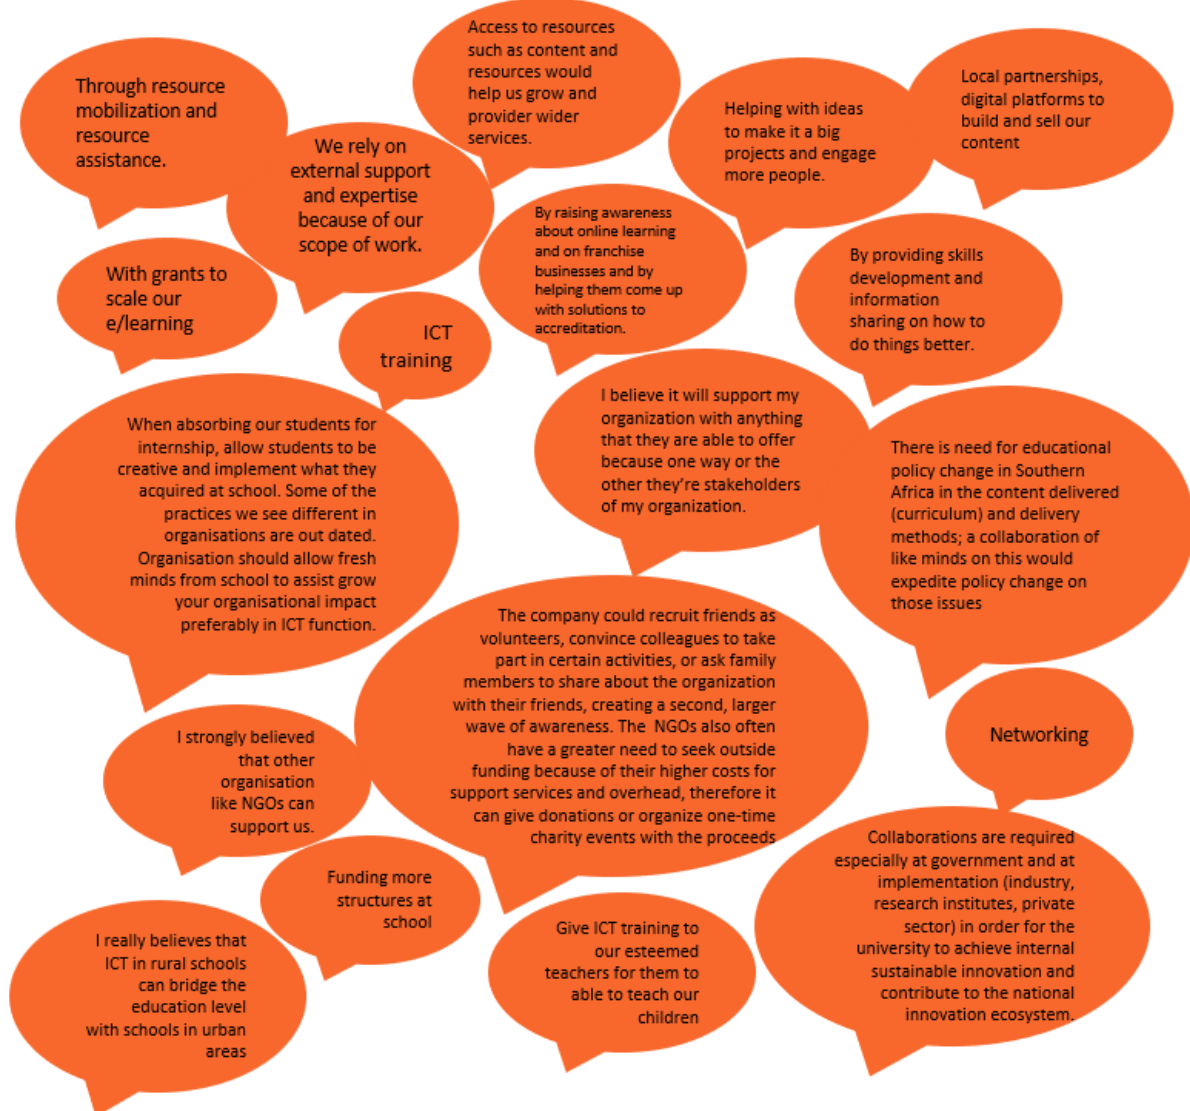 Through resource
mobilization and
resource
assistance.
We rely on
external support
and expertise
because of our
scope of work.
Access to resources
such as content and
resources would
help us grow and
provider wider
services.
Helping with ideas
to make it a big
projects and engage
more people.
Local partnerships,
digital platforms to
build and sell our
content
With grants to
scale our
e/learning
ICT
training
By raising awareness
about online learning
and on franchise
businesses and by
helping them come up
with solutions to
accreditation.
By providing skills
development and
information
sharing on how to
do things better.
When absorbing our students for
internship, allow students to be
creative and implement what they
acquired at school. Some of the
practices we see different in
organisations are out dated.
Organisation should allow fresh
minds from school to assist grow
your organisational impact
preferably in ICT function.
I believe it will support my
organization with anything
that they are able to offer
because one way or the
other they’re stakeholders
of my organization.
There is need for educational
policy change in Southern
Africa in the content delivered
(curriculum) and delivery
methods; a collaboration of
like minds on this would
expedite policy change on
those issues
The company could recruit friends as
volunteers, convince colleagues to take
part in certain activities, or ask family
members to share about the organization
with their friends, creating a second, larger
wave of awareness. The  NGOs also often
have a greater need to seek outside
funding because of their higher costs for
support services and overhead, therefore it
can give donations or organize one-time
charity events with the proceeds
Networking
I strongly believed
that other
organisation
like NGOs can
support us.
Funding more
structures at
school
I really believes that
ICT in rural schools
can bridge the
education level
with schools in urban
areas
Give ICT training to
our esteemed
teachers for them to
able to teach our
children
Collaborations are required
especially at government and at
implementation (industry,
research institutes, private
sector) in order for the
university to achieve internal
sustainable innovation and
contribute to the national
innovation ecosystem.